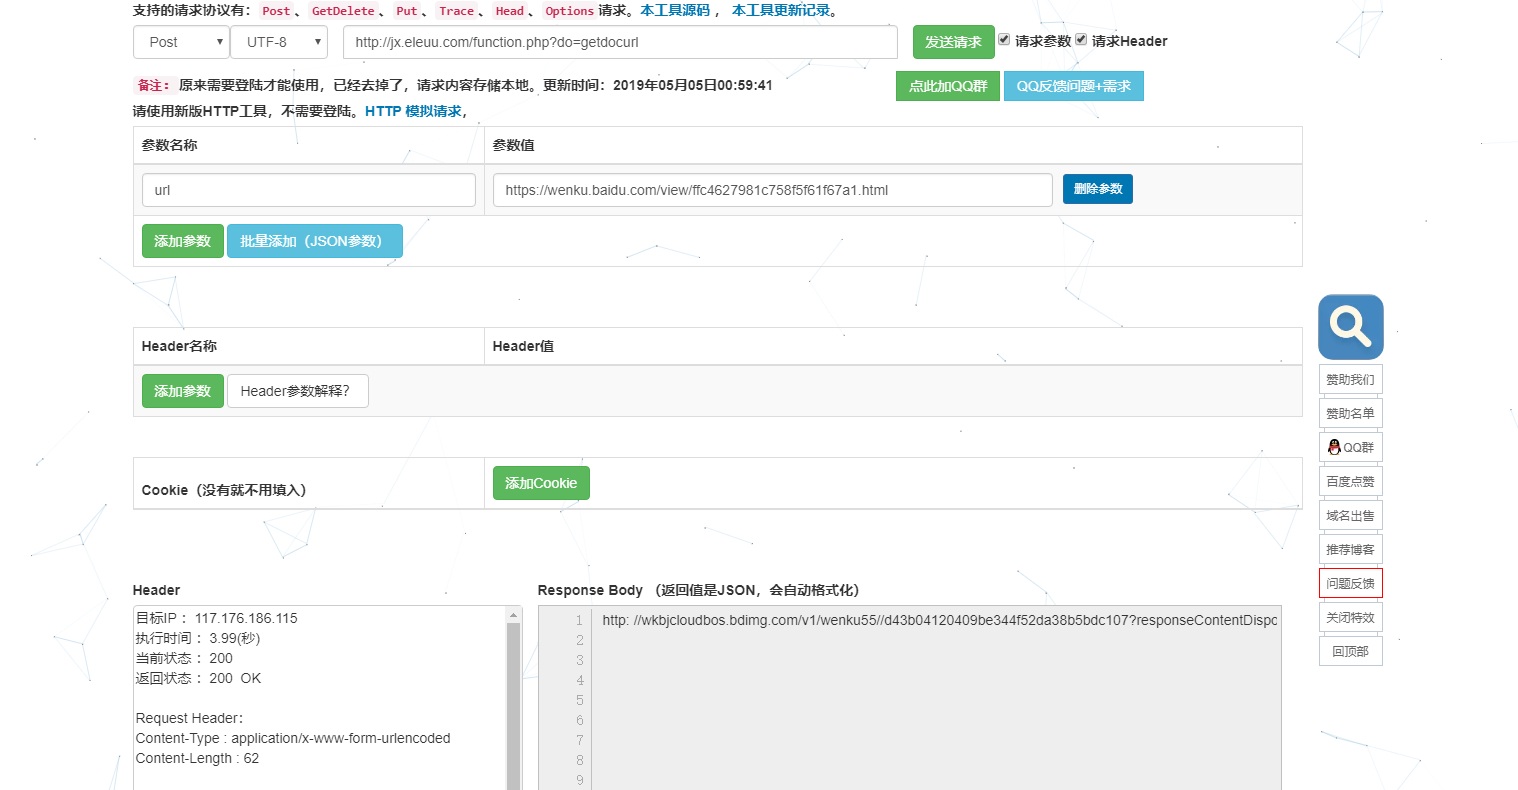 支持的请求协议有： Post 、 GetDelete 、 Put 、 Trace 、 Head 、 Options 请求。本工具源码 ， 本工具更新记录。
Post UTF-8 http://jx.eleuu.com/function.php?do=getdocurl 发送请求 请求参数 请求Header
备注： 原来需要登陆才能使用，已经去掉了，请求内容存储本地。更新时间：2019年05月05日00:59:41 点此加QQ群 QQ反馈问题+需求
请使用新版HTTP工具，不需要登陆。HTTP 模拟请求，
参数名称 参数值
url https://wenku.baidu.com/view/ffc4627981c758f5f61f67a1.html 删除参数
添加参数 批量添加（JSON参数）
Header名称 Header值
添加参数 Header参数解释？
Cookie（没有就不用填入） 添加Cookie
赞助我们
赞助名单
QQ群
百度点赞
域名出售
推荐博客
问题反馈
关闭特效
回顶部
Header
目标IP ：117.176.186.115
执行时间 ：3.99(秒)
当前状态 ：200
返回状态 ：200 OK
Request Header：
Content-Type : application/x-www-form-urlencoded
Content-Length : 62
Response Body （返回值是JSON，会自动格式化）
1 http: //wkbjcloudbos.bdimg.com/v1/wenku55//d43b04120409be344f52da38b5bdc107?responseContentDispo
2
3
4
5
6
7
8
9